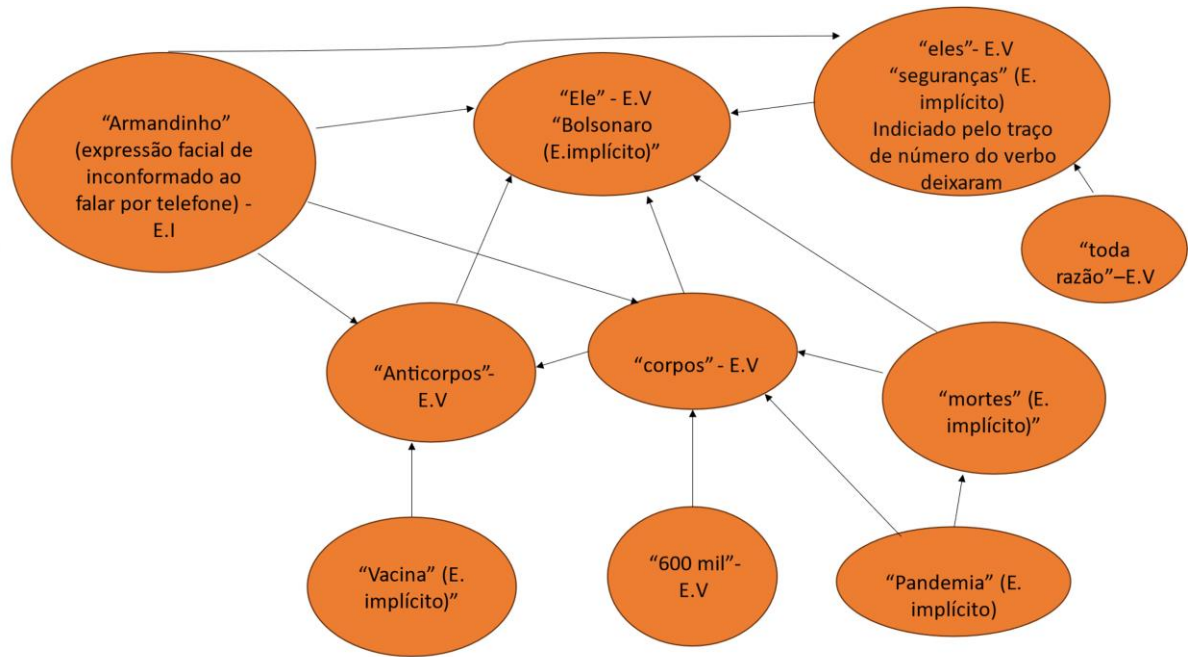 “Armandinho”
(expressão facial de
inconformado ao
falar por telefone) -
E.I
“Ele” - E.V
“Bolsonaro
(E.implícito)”
“eles”- E.V
“seguranças” (E.
implícito)
Indiciado pelo traço
de número do verbo
deixaram
“toda
razão”–E.V
“Anticorpos”-
E.V
“corpos” - E.V
“mortes” (E.
implícito)”
“Vacina” (E.
implícito)”
“600 mil”-
E.V
“Pandemia” (E.
implícito)